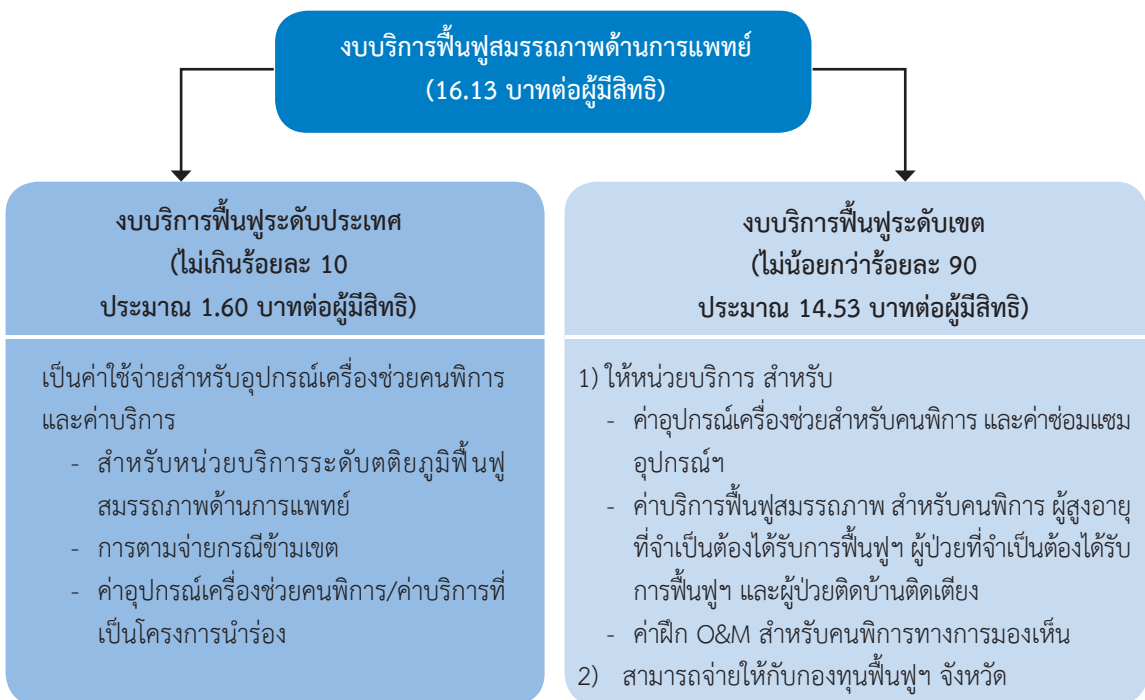 งบบริการฟื้นฟูสมรรถภาพด้านการแพทย์
(16.13 บาทต่อผู้มีสิทธิ)
งบบริการฟื้นฟูระดับประเทศ
(ไม่เกินร้อยละ 10
ประมาณ 1.60 บาทต่อผู้มีสิทธิ)
เป็นค่าใช้จ่ายสำหรับอุปกรณ์เครื่องช่วยคนพิการ
และค่าบริการ
- สำหรับหน่วยบริการระดับตติยภูมิฟื้นฟู
สมรรถภาพด้านการแพทย์
- การตามจ่ายกรณีข้ามเขต
- ค่าอุปกรณ์เครื่องช่วยคนพิการ/ค่าบริการที่
เป็นโครงการนำร่อง
งบบริการฟื้นฟูระดับเขต
(ไม่น้อยกว่าร้อยละ 90
ประมาณ 14.53 บาทต่อผู้มีสิทธิ)
1) ให้หน่วยบริการ สำหรับ
- ค่าอุปกรณ์เครื่องช่วยสำหรับคนพิการ และค่าซ่อมแซม
อุปกรณ์ฯ
- ค่าบริการฟื้นฟูสมรรถภาพ สำหรับคนพิการ ผู้สูงอายุ
ที่จำเป็นต้องได้รับการฟื้นฟูฯ ผู้ป่วยที่จำเป็นต้องได้รับ
การฟื้นฟูฯ และผู้ป่วยติดบ้านติดเตียง
- ค่าฝึก O&M สำหรับคนพิการทางการมองเห็น
2) สามารถจ่ายให้กับกองทุนฟื้นฟูฯ จังหวัด